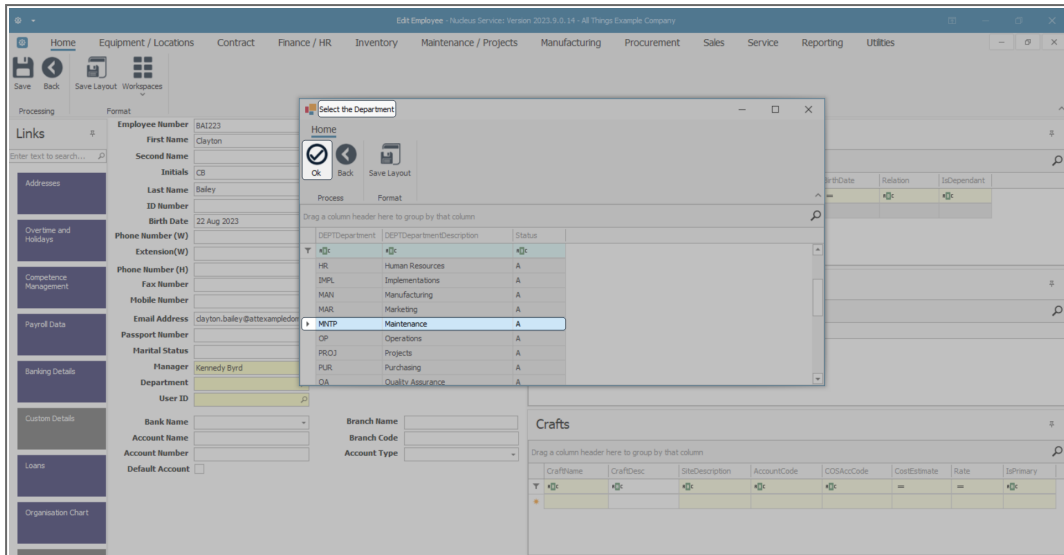 Edit Employee - Nucleus Service: Version 2023.9.0.14 - All Things Example Company
Home Equipment / Locations Contract Finance / HR Inventory Maintenance / Projects Manufacturing Procurement Sales Service Reporting Utilities
Save Back Save Layout Workspaces
Processing Format
Links
Enter text to search...
Addresses
Overtime and Holidays
Competence Management
Payroll Data
Banking Details
Custom Details
Loans
Organisation Chart
Employee Number BAI223
First Name Clayton
Second Name
Initials CB
Last Name Bailey
ID Number
Birth Date 22 Aug 2023
Phone Number (W)
Extension(W)
Phone Number (H)
Fax Number
Mobile Number
Email Address clayton.bailey@attexampledom
Passport Number
Marital Status
Manager Kennedy Byrd
Department
User ID
Bank Name Branch Name
Account Name Branch Code
Account Number Account Type
Default Account
Select the Department
Home
Ok Back Save Layout
Process Format
Drag a column header here to group by that column
DEPTDepartment DEPTDepartmentDescription Status
HR Human Resources A
IMPL Implementations A
MAN Manufacturing A
MAR Marketing A
MNTP Maintenance A
OP Operations A
PROJ Projects A
PUR Purchasing A
QA Quality Assurance A
BirthDate Relation IsDependant
=
Crafts
Drag a column header here to group by that column
CraftName CraftDesc SiteDescription AccountCode COSAccCode CostEstimate Rate IsPrimary
= =